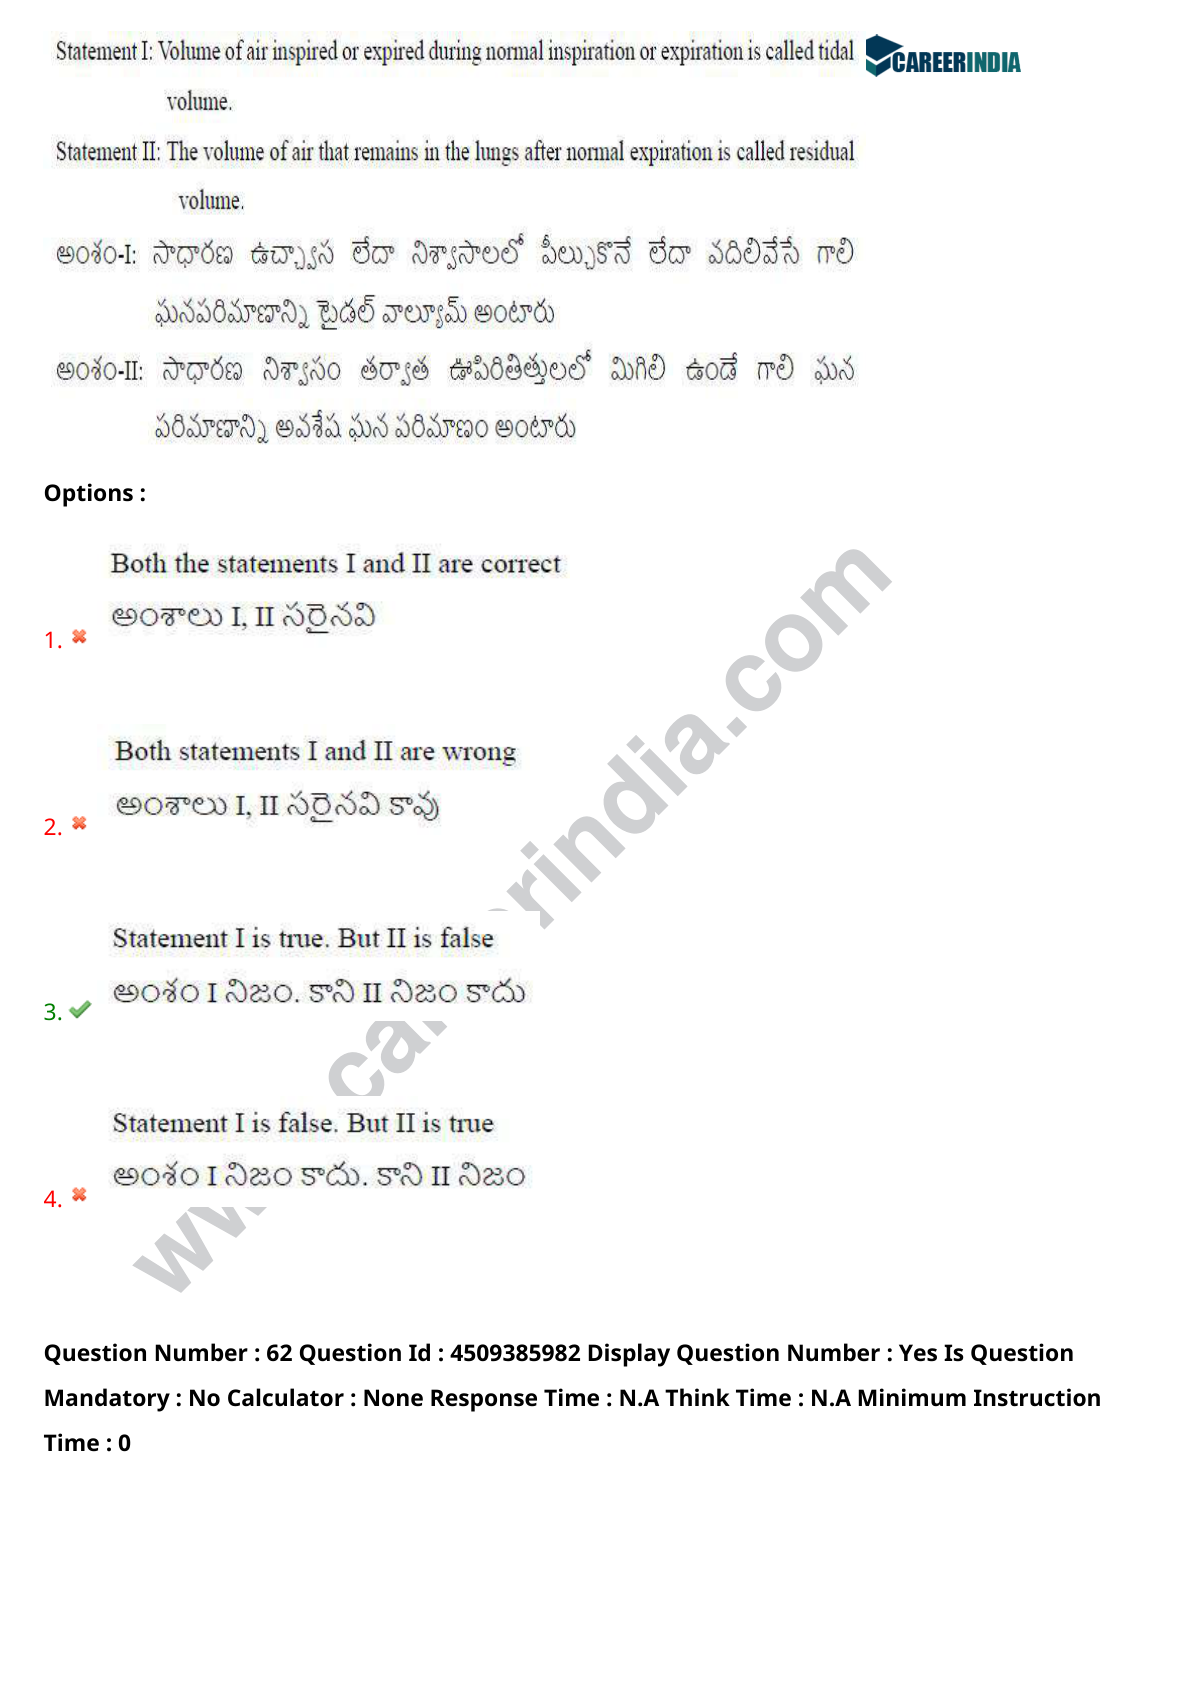 Statement I: Volume of air inspired or expired during normal inspiration or expiration is called tidal
CAREERINDIA
volume.
Statement II: The volume of air that remains in the lungs after normal expiration is called residual
volume.
అంశం-I: సాధారణ ఉచ్ఛ్వాస లేదా నిశ్వాసాలలో పీల్చుకొనే లేదా వదిలివేసే గాలి
ఘనపరిమాణాన్ని టైడల్ వాల్యూమ్ అంటారు
అంశం-II: సాధారణ నిశ్వాసం తర్వాత ఊపిరితిత్తులలో మిగిలి ఉండే గాలి ఘన
పరిమాణాన్ని అవశేష ఘన పరిమాణం అంటారు
Options :
Both the statements I and II are correct
అంశాలు I, II సరైనవి
1.
Both statements I and II are wrong
అంశాలు I, II సరైనవి కావు
2.
Statement I is true. But II is false
అంశం I నిజం. కాని II నిజం కాదు
3.
Statement I is false. But II is true
అంశం I నిజం కాదు. కాని II నిజం
4.
Question Number : 62 Question Id : 4509385982 Display Question Number : Yes Is Question
Mandatory : No Calculator : None Response Time : N.A Think Time : N.A Minimum Instruction
Time : 0